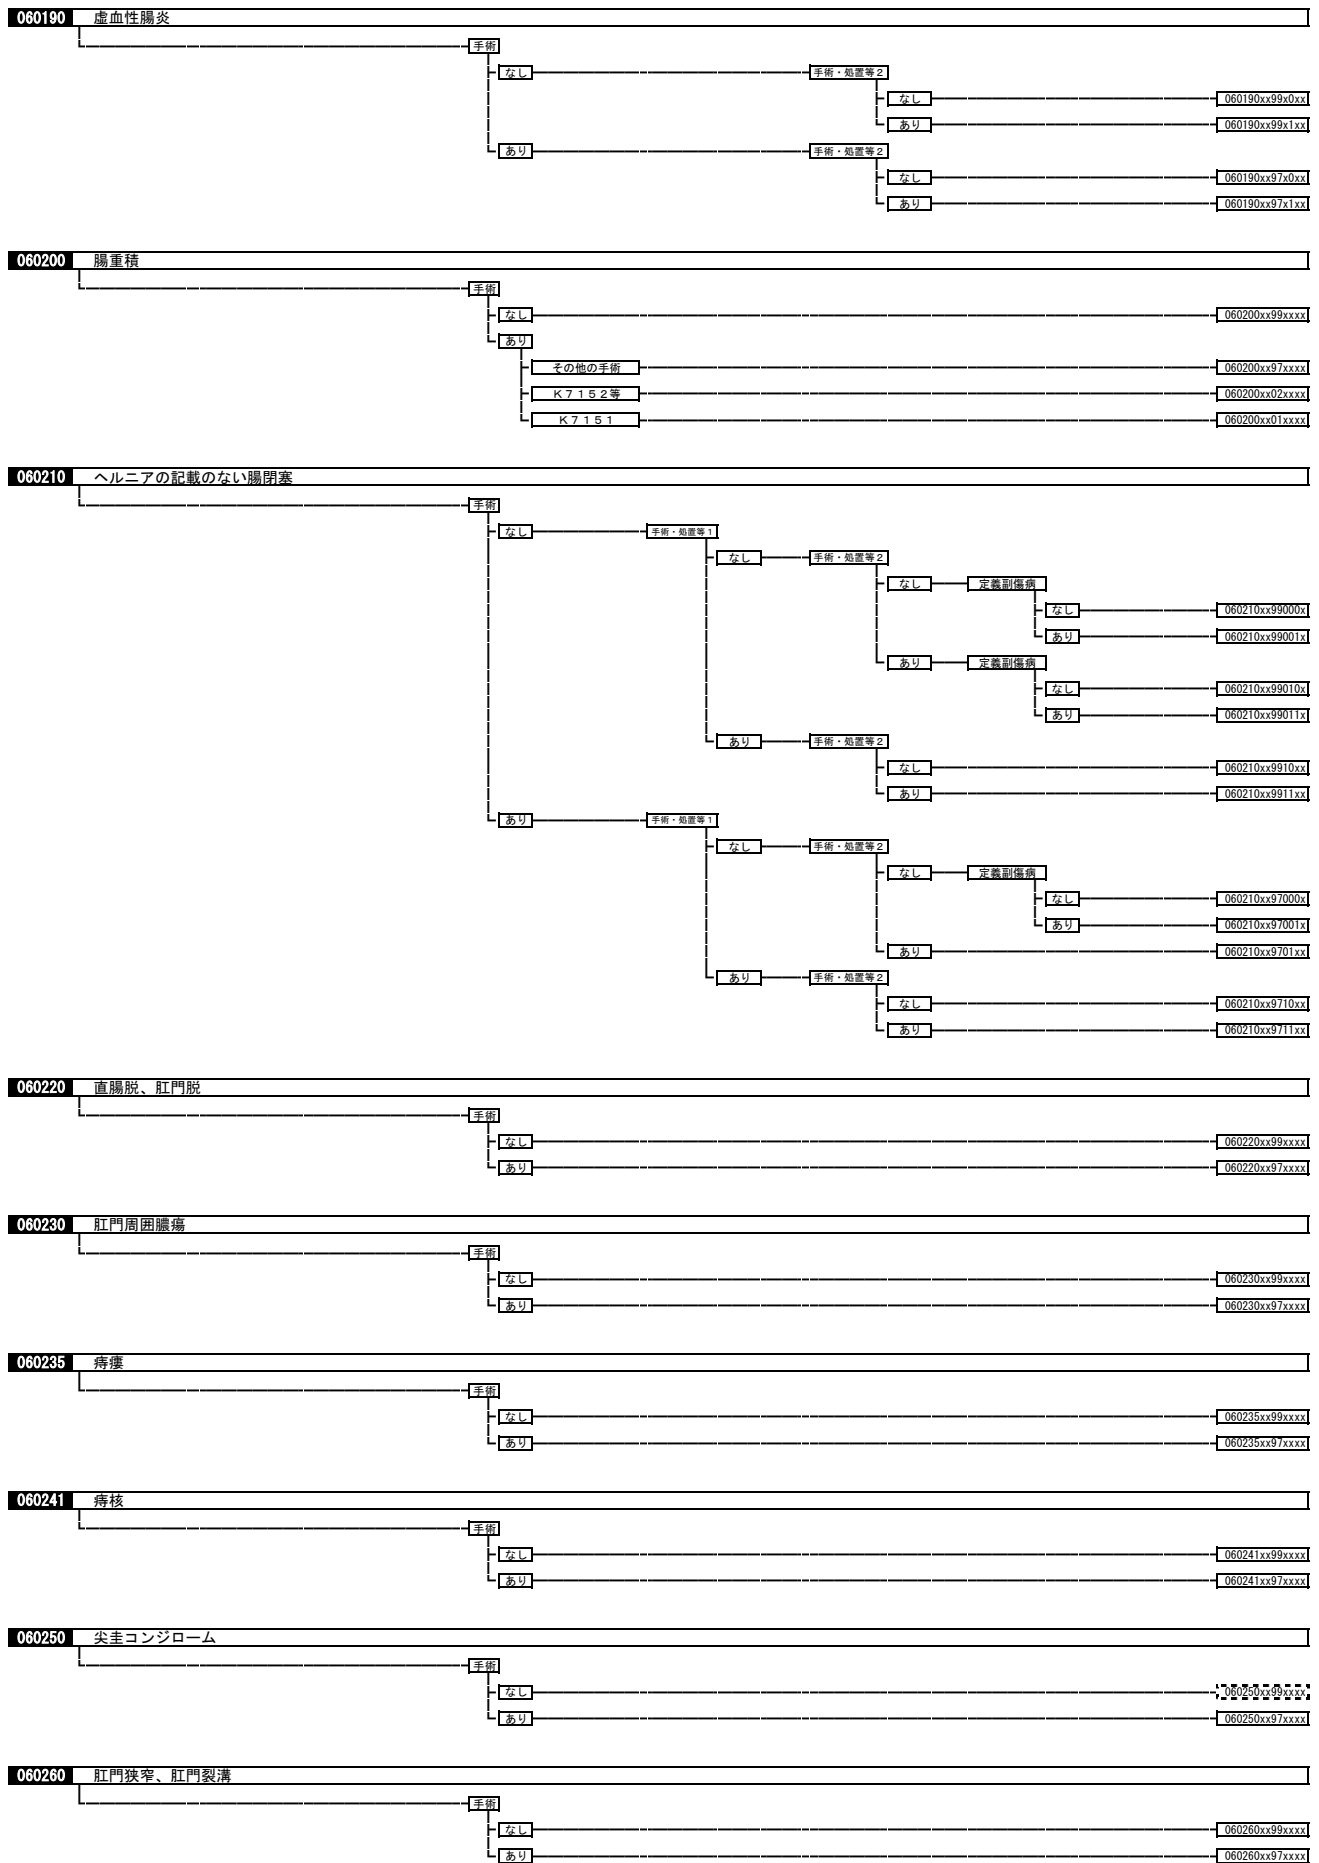 060190 虚血性腸炎
手術
なし 手術・処置等2
なし 060190xx99x0xx
あり 060190xx99x1xx
あり 手術・処置等2
なし 060190xx97x0xx
あり 060190xx97x1xx
060200 腸重積
手術
なし 060200xx99xxxx
あり
その他の手術 060200xx97xxxx
K7152等 060200xx02xxxx
K7151 060200xx01xxxx
060210 ヘルニアの記載のない腸閉塞
手術
なし 手術・処置等1
なし 手術・処置等2
なし 定義副傷病
なし 060210xx99000x
あり 060210xx99001x
あり 定義副傷病
なし 060210xx99010x
あり 060210xx99011x
あり 手術・処置等2
なし 060210xx9910xx
あり 060210xx9911xx
あり 手術・処置等1
なし 手術・処置等2
なし 定義副傷病
なし 060210xx97000x
あり 060210xx97001x
あり 060210xx9701xx
あり 手術・処置等2
なし 060210xx9710xx
あり 060210xx9711xx
060220 直腸脱、肛門脱
手術
なし 060220xx99xxxx
あり 060220xx97xxxx
060230 肛門周囲膿瘍
手術
なし 060230xx99xxxx
あり 060230xx97xxxx
060235 痔瘻
手術
なし 060235xx99xxxx
あり 060235xx97xxxx
060241 痔核
手術
なし 060241xx99xxxx
あり 060241xx97xxxx
060250 尖圭コンジローム
手術
なし 060250xx99xxxx
あり 060250xx97xxxx
060260 肛門狭窄、肛門裂溝
手術
なし 060260xx99xxxx
あり 060260xx97xxxx